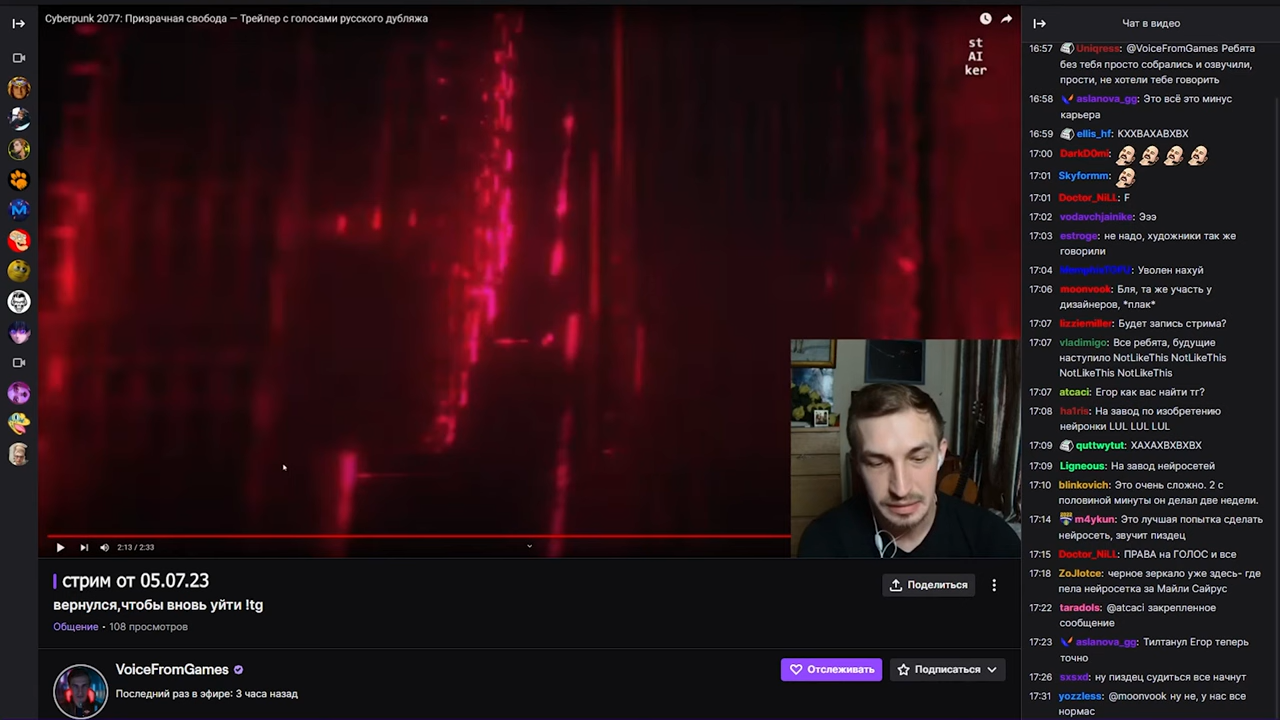 Cyberpunk 2077: Призрачная свобода — Трейлер с голосами русского дубляжа
st
AI
ker
2:13 / 2:33
стрим от 05.07.23
вернулся,чтобы вновь уйти !tg
Общение • 108 просмотров
Поделиться
VoiceFromGames
Последний раз в эфире: 3 часа назад
Отслеживать
Подписаться
Чат в видео
16:57 Uniqress: @VoiceFromGames Ребята
без тебя просто собрались и озвучили,
прости, не хотели тебе говорить
16:58 aslanova_gg: Это всё это минус
карьера
16:59 ellis_hf: КХХВАХАВХВХ
17:00 DarkD0mi:
17:01 Skyformm:
17:01 Doctor_NiLL: F
17:02 vodavchjainike: Эээ
17:03 estroge: не надо, художники так же
говорили
17:04 Уволен нахуй
17:06 moonvook: Бля, та же участь у
дизайнеров, *плак*
17:07 lizziemiller: Будет запись стрима?
17:07 vladimigo: Все ребята, будущие
наступило NotLikeThis NotLikeThis
NotLikeThis NotLikeThis
17:07 atcaci: Егор как вас найти тг?
17:08 ha1ris: На завод по изобретению
нейронки LUL LUL LUL
17:09 quttwytut: ХАХАХВХВХВХ
17:09 Ligneous: На завод нейросетей
17:10 blinkovich: Это очень сложно. 2 с
половиной минуты он делал две недели.
17:14 m4ykun: Это лучшая попытка сделать
нейросеть, звучит пиздец
17:15 Doctor_NiLL: ПРАВА на ГОЛОС и все
17:18 ZoJlotce: черное зеркало уже здесь- где
пела нейросетка за Майли Сайрус
17:22 taradols: @atcaci закрепленное
сообщение
17:23 aslanova_gg: Тилтанул Егор теперь
точно
17:26 sxsxd: ну пиздец судиться все начнут
17:31 yozzless: @moonvook ну не, у нас все
нормас